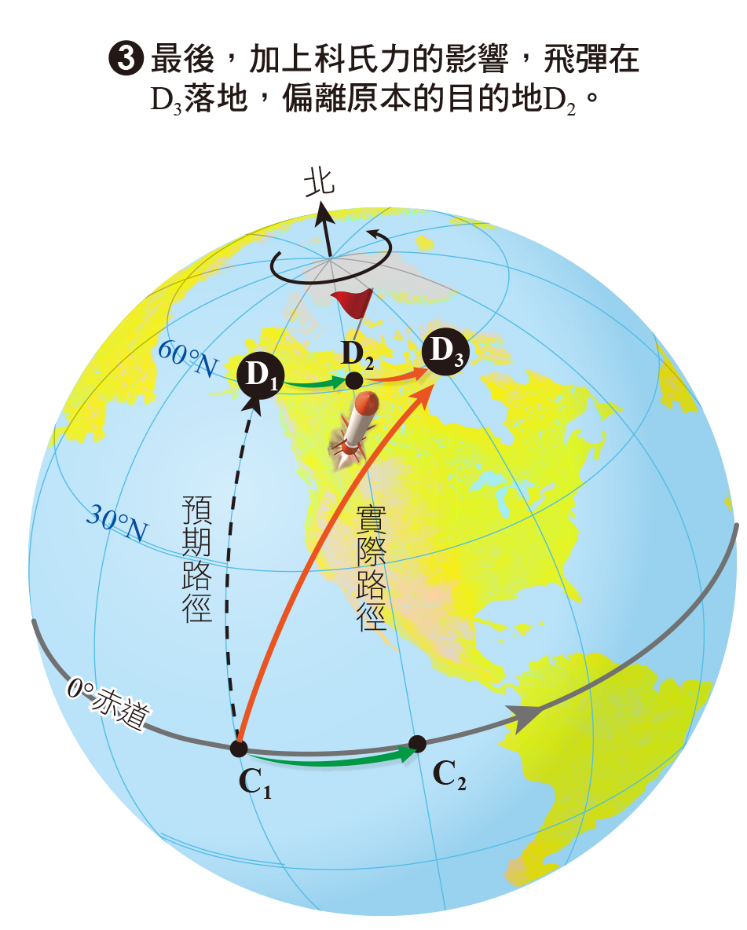 ❸最後，加上科氏力的影響，飛彈在
D₃落地，偏離原本的目的地D₂。
北
60°N
D₁
D₂
D₃
30°N
預期路徑
實際路徑
0°赤道
C₁
C₂